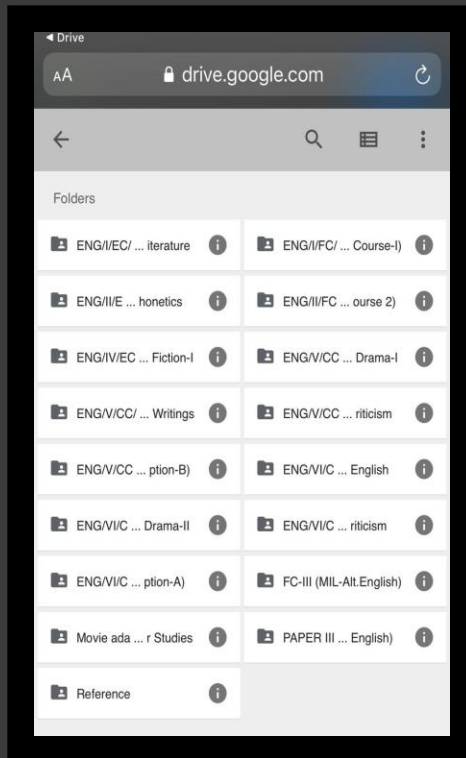 ◀ Drive
AA drive.google.com
Folders
ENG/I/EC/ ... iterature ENG/I/FC/ ... Course-I)
ENG/II/E ... honetics ENG/II/FC ... ourse 2)
ENG/IV/EC ... Fiction-I ENG/V/CC ... Drama-I
ENG/V/CC/ ... Writings ENG/V/CC ... riticism
ENG/V/CC ... ption-B) ENG/VI/C ... English
ENG/VI/C ... Drama-II ENG/VI/C ... riticism
ENG/VI/C ... ption-A) FC-III (MIL-Alt.English)
Movie ada ... r Studies PAPER III ... English)
Reference